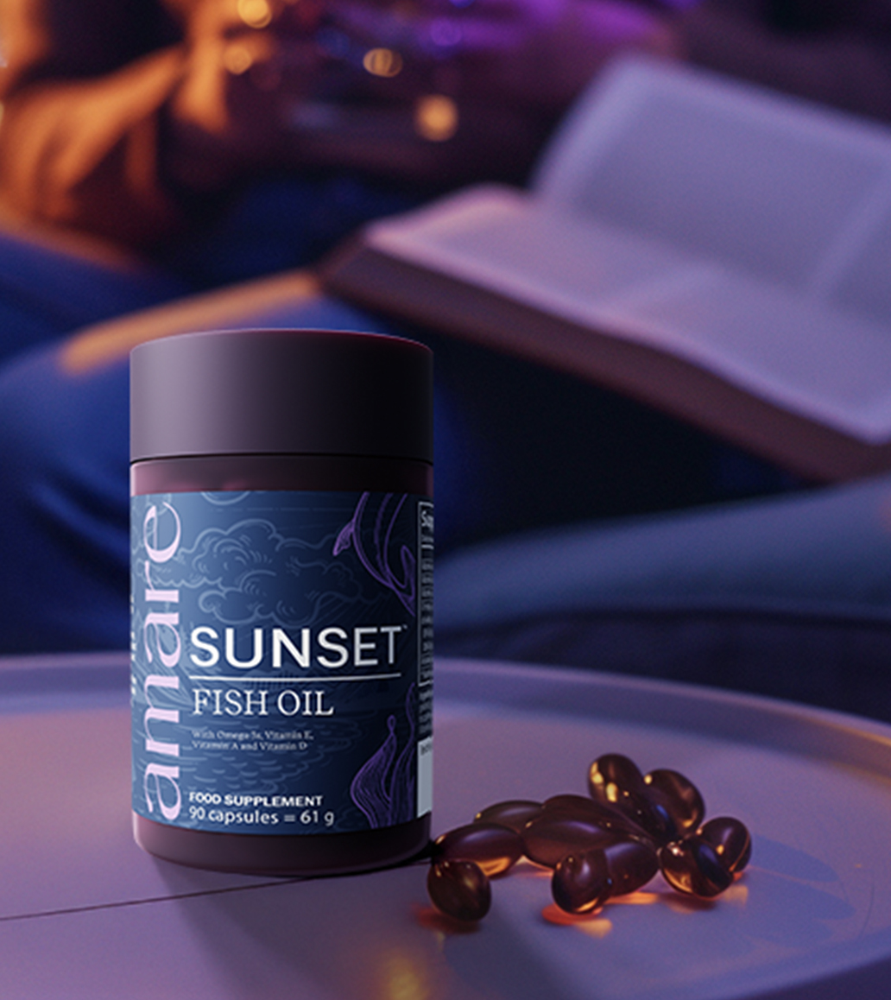 amare
SUNSET™
FISH OIL
With Omega-3s, Vitamin E,
Vitamin A and Vitamin D
FOOD SUPPLEMENT
90 capsules = 61 g